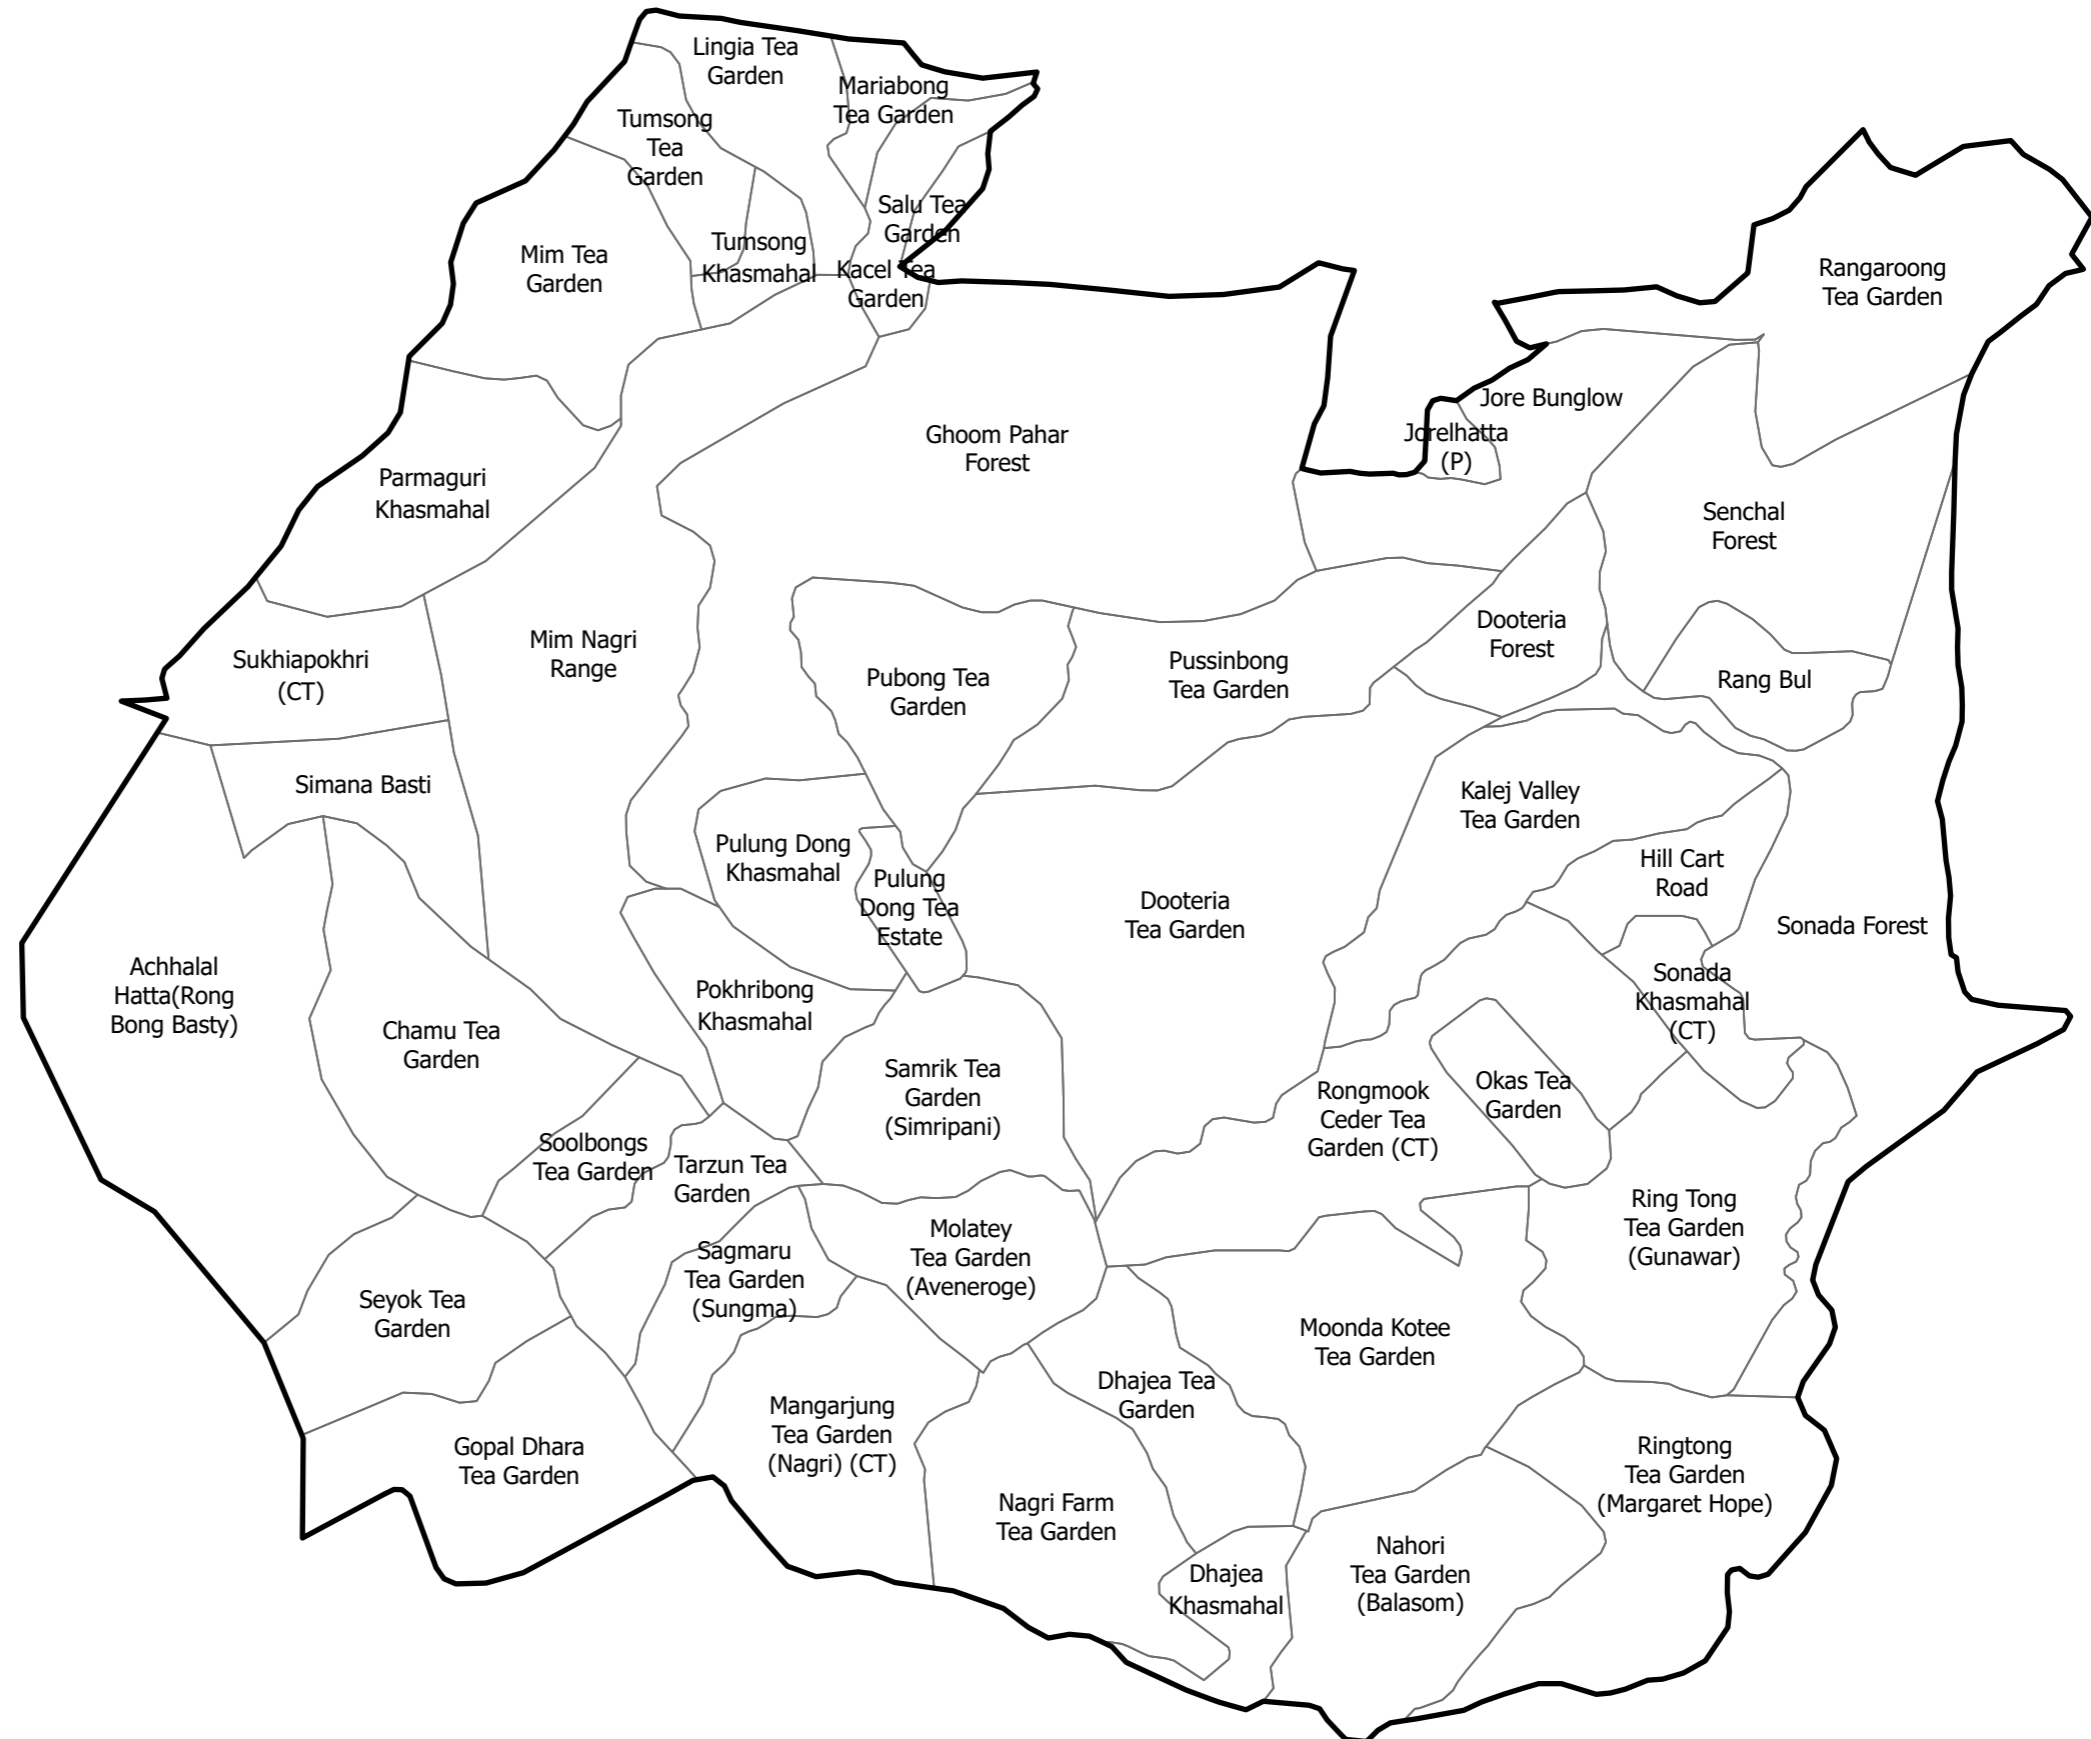 Lingia Tea
Garden
Mariabong
Tea Garden
Tumsong
Tea
Garden
Salu Tea
Garden
Mim Tea
Garden
Tumsong
Khasmahal
Kacel Tea
Garden
Rangaroong
Tea Garden
Jore Bunglow
Jorelhatta
(P)
Ghoom Pahar
Forest
Parmaguri
Khasmahal
Senchal
Forest
Sukhiapokhri
(CT)
Mim Nagri
Range
Pubong Tea
Garden
Pussinbong
Tea Garden
Dooteria
Forest
Rang Bul
Simana Basti
Kalej Valley
Tea Garden
Pulung Dong
Khasmahal
Pulung
Dong Tea
Estate
Hill Cart
Road
Dooteria
Tea Garden
Sonada Forest
Achhalal
Hatta(Rong
Bong Basty)
Chamu Tea
Garden
Pokhribong
Khasmahal
Sonada
Khasmahal
(CT)
Samrik Tea
Garden
(Simripani)
Rongmook
Ceder Tea
Garden (CT)
Okas Tea
Garden
Soolbongs
Tea Garden
Tarzun Tea
Garden
Ring Tong
Tea Garden
(Gunawar)
Sagmaru
Tea Garden
(Sungma)
Molatey
Tea Garden
(Aveneroge)
Seyok Tea
Garden
Moonda Kotee
Tea Garden
Dhajea Tea
Garden
Mangarjung
Tea Garden
(Nagri) (CT)
Gopal Dhara
Tea Garden
Ringtong
Tea Garden
(Margaret Hope)
Nagri Farm
Tea Garden
Nahori
Tea Garden
(Balasom)
Dhajea
Khasmahal